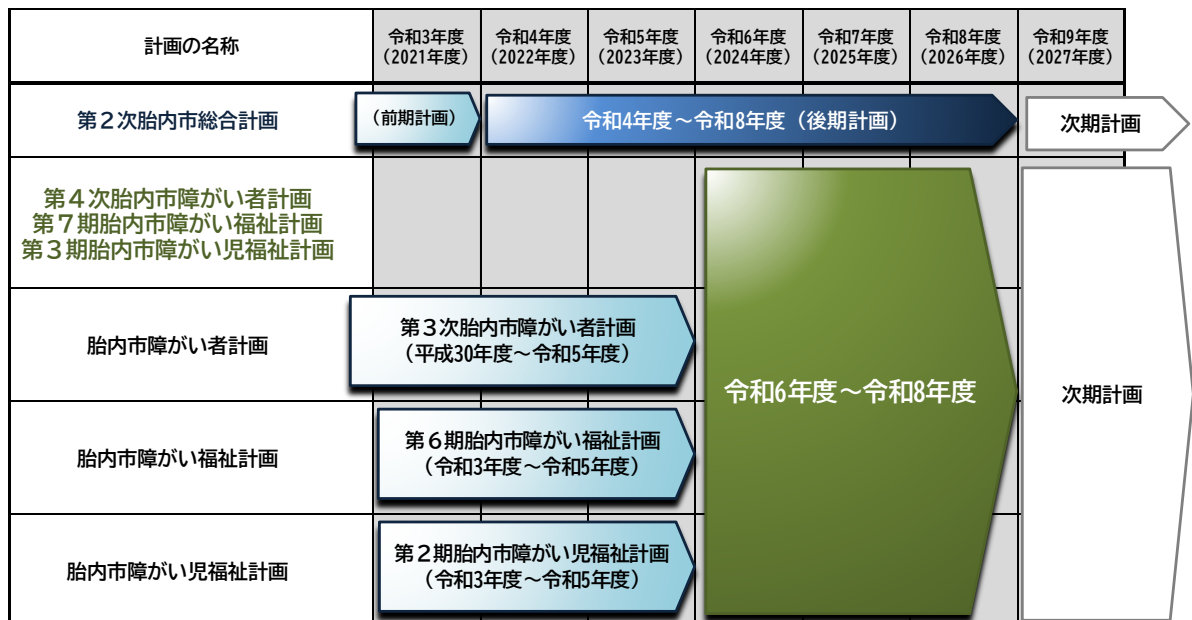 計画の名称
令和3年度
(2021年度)
令和4年度
(2022年度)
令和5年度
(2023年度)
令和6年度
(2024年度)
令和7年度
(2025年度)
令和8年度
(2026年度)
令和9年度
(2027年度)
第2次胎内市総合計画
(前期計画)
令和4年度～令和8年度（後期計画）
次期計画
第4次胎内市障がい者計画
第7期胎内市障がい福祉計画
第3期胎内市障がい児福祉計画
令和6年度～令和8年度
次期計画
胎内市障がい者計画
第3次胎内市障がい者計画
（平成30年度～令和5年度）
胎内市障がい福祉計画
第6期胎内市障がい福祉計画
（令和3年度～令和5年度）
胎内市障がい児福祉計画
第2期胎内市障がい児福祉計画
（令和3年度～令和5年度）